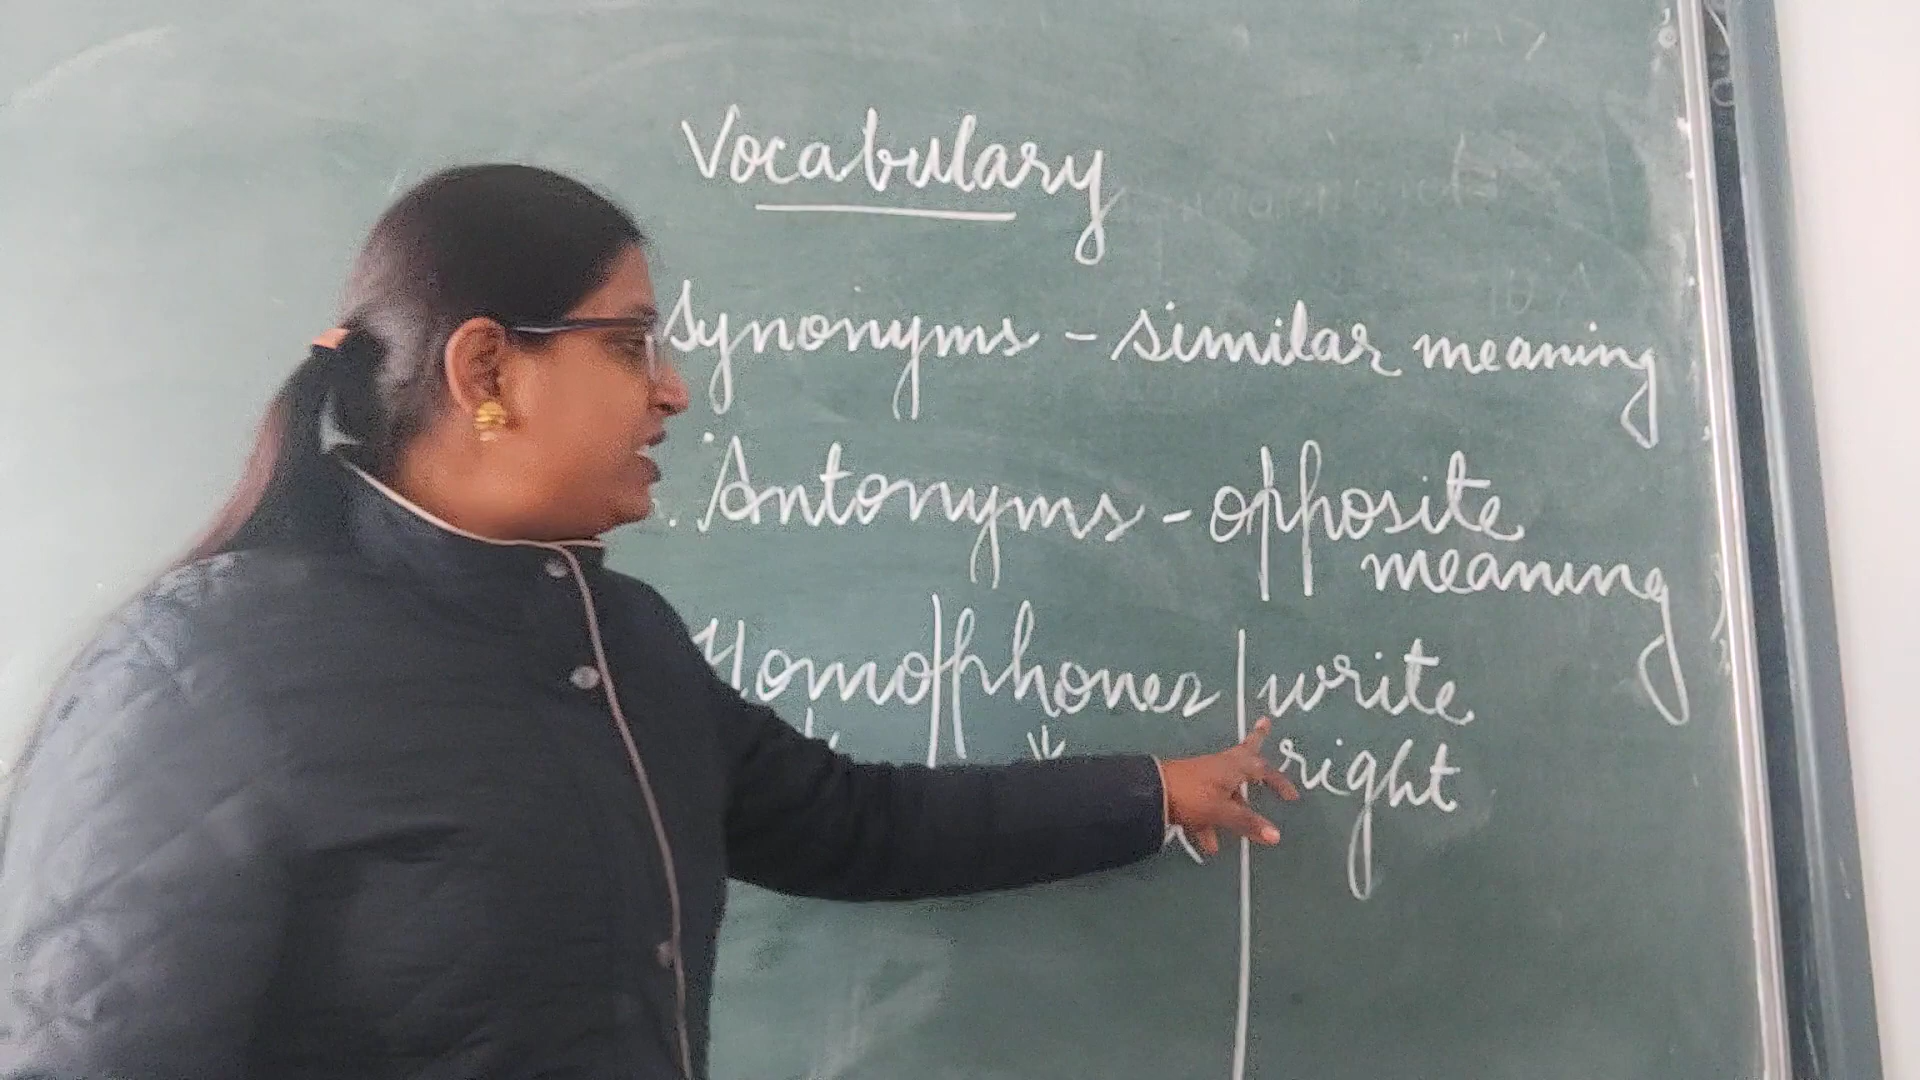 Vocabulary
Synonyms - similar meaning
Antonyms - opposite
meaning
Homophones | write
right